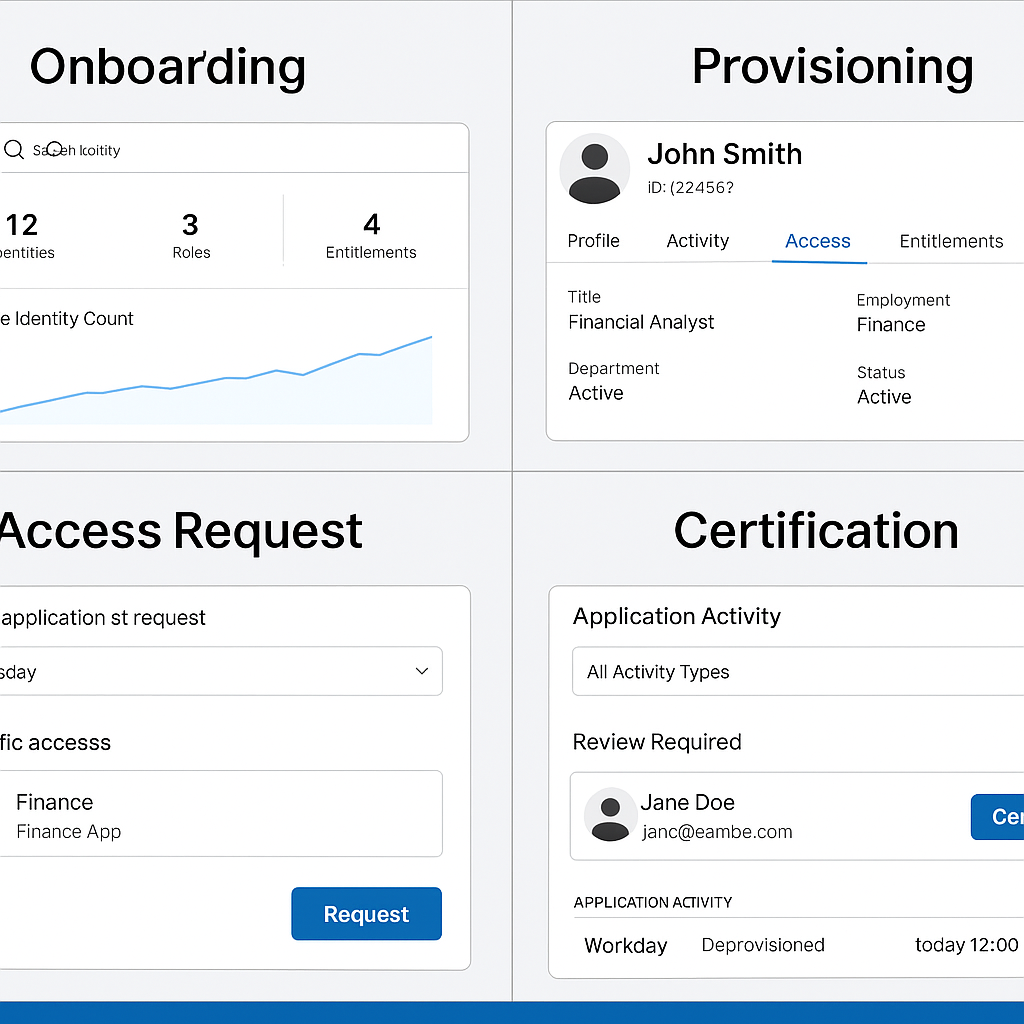 Onboarding
12
3
4
Roles
Entitlements
e Identity Count
Provisioning
John Smith
iD: (22456?
Profile Activity Access Entitlements
Title
Financial Analyst
Employment
Finance
Department
Active
Status
Active
Access Request
application st request
sday
fic accesss
Finance
Finance App
Request
Certification
Application Activity
All Activity Types
Review Required
Jane Doe
janc@eambe.com
Cer
APPLICATION ACTIVITY
Workday Deprovisioned today 12:00